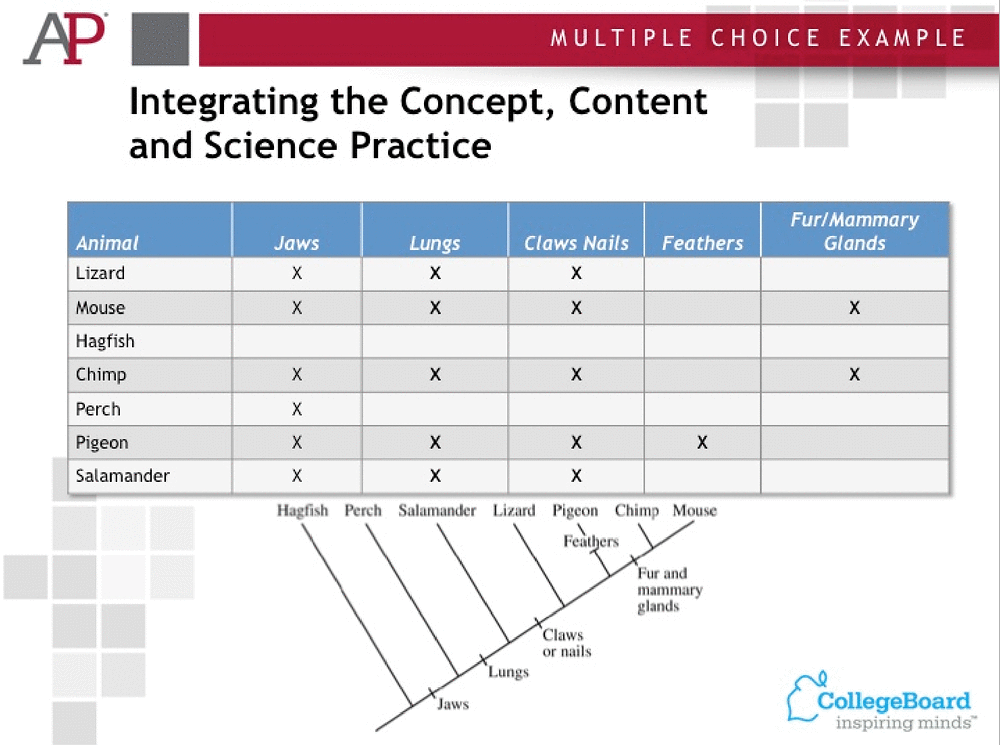 AP®
MULTIPLE CHOICE EXAMPLE
Integrating the Concept, Content
and Science Practice
Animal Jaws Lungs Claws Nails Feathers Fur/Mammary Glands
Lizard X X X
Mouse X X X X
Hagfish
Chimp X X X X
Perch X
Pigeon X X X X
Salamander X X X
Hagfish Perch Salamander Lizard Pigeon Chimp Mouse
Feathers
Fur and
mammary
glands
Claws
or nails
Lungs
Jaws
CollegeBoard
inspiring minds™